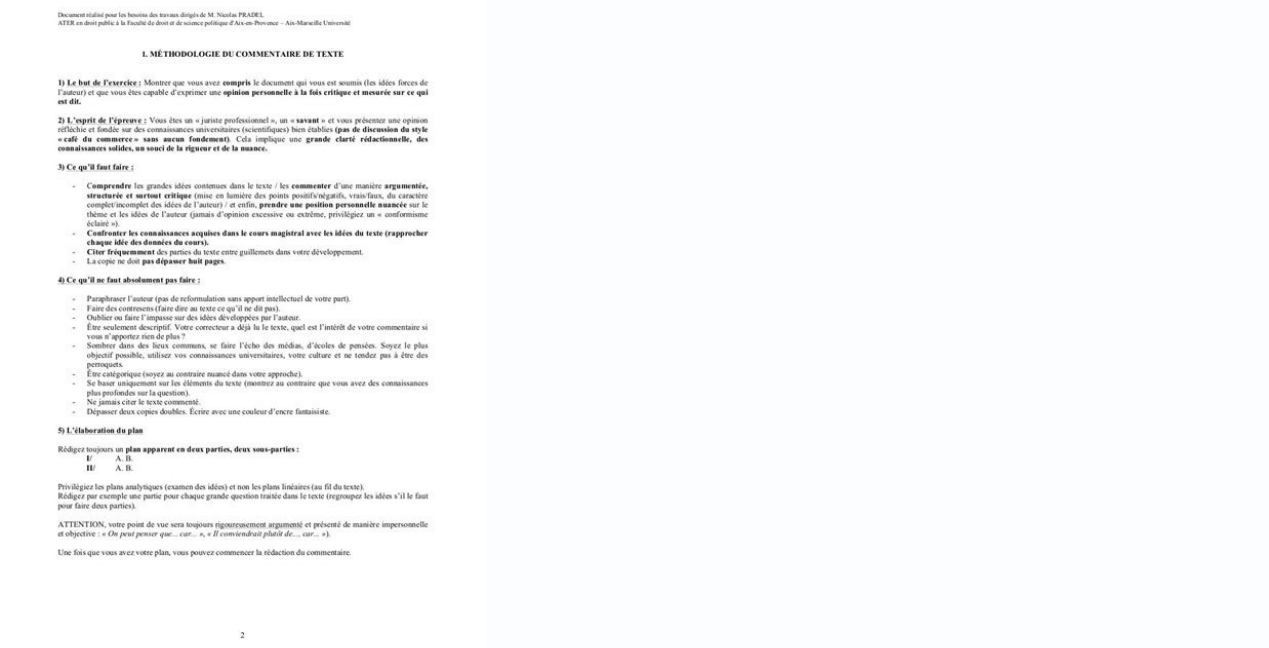 Document réalisé pour les besoins des travaux dirigés de M. Nicolas PRADEL
ATER en droit public à la Faculté de droit et de science politique d'Aix-en-Provence – Aix-Marseille Université
1. MÉTHODOLOGIE DU COMMENTAIRE DE TEXTE
1) Le but de l'exercice : Montrer que vous avez compris le document qui vous est soumis (les idées forces de
l'auteur) et que vous êtes capable d'exprimer une opinion personnelle à la fois critique et mesurée sur ce qui
est dit.
2) L'esprit de l'épreuve : Vous êtes un « juriste professionnel », un « savant » et vous présenter une opinion
réfléchie et fondée sur des connaissances universitaires (scientifiques) bien établies (pas de discussion du style
« café du commerce » sans aucun fondement). Cela implique une grande clarté rédactionnelle, des
connaissances solides, un souci de la rigueur et de la nuance.
3) Ce qu'il faut faire :
- Comprendre les grandes idées contenues dans le texte / les commenter d'une manière argumentée,
structurée et surtout critique (mise en lumière des points positifs/négatifs, vrais/faux, du caractère
complet/incomplet des idées de l'auteur) / et enfin, prendre une position personnelle nuancée sur le
thème et les idées de l'auteur (jamais d'opinion excessive ou extrême, privilégiez un « conformisme
éclairé »).
- Confronter les connaissances acquises dans le cours magistral avec les idées du texte (rapprocher
chaque idée des données du cours).
- Citer fréquemment des parties du texte entre guillemets dans votre développement.
- La copie ne doit pas dépasser huit pages.
4) Ce qu'il ne faut absolument pas faire :
- Paraphraser l'auteur (pas de reformulation sans apport intellectuel de votre part).
- Faire des contresens (faire dire au texte ce qu'il ne dit pas).
- Oublier ou faire l'impasse sur des idées développées par l'auteur.
- Être seulement descriptif. Votre correcteur a déjà lu le texte, quel est l'intérêt de votre commentaire si
vous n'apportez rien de plus ?
- Sombrer dans des lieux communs, se faire l'écho des médias, d'écoles de pensées. Soyez le plus
objectif possible, utilisez vos connaissances universitaires, votre culture et ne tendez pas à être des
perroquets.
- Être catégorique (soyez au contraire nuancé dans votre approche).
- Se baser uniquement sur les éléments du texte (montrez au contraire que vous avez des connaissances
plus profondes sur la question).
- Ne jamais citer le texte commenté.
- Dépasser deux copies doubles. Écrire avec une couleur d'encre fantaisiste.
5) L'élaboration du plan
Rédigez toujours un plan apparent en deux parties, deux sous-parties :
I/ A. B.
II/ A. B.
Privilégiez les plans analytiques (examen des idées) et non les plans linéaires (au fil du texte).
Rédigez par exemple une partie pour chaque grande question traitée dans le texte (regroupez les idées s'il le faut
pour faire deux parties).
ATTENTION, votre point de vue sera toujours rigoureusement argumenté et présenté de manière impersonnelle
et objective : « On peut penser que... car... », « Il conviendrait plutôt de... car... »).
Une fois que vous avez votre plan, vous pouvez commencer la rédaction du commentaire.
2